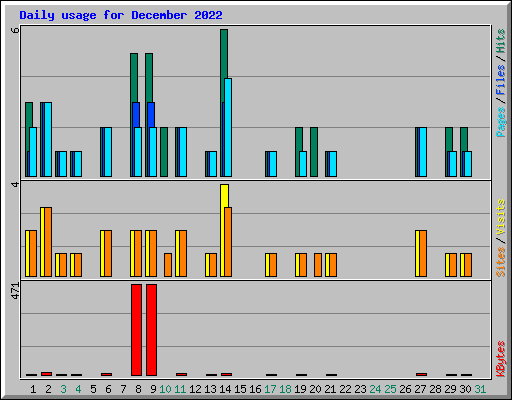 Daily usage for December 2022
6
Pages / Files / Hits
4
Sites / Visits
471
KBytes
1 2 3 4 5 6 7 8 9 10 11 12 13 14 15 16 17 18 19 20 21 22 23 24 25 26 27 28 29 30 31